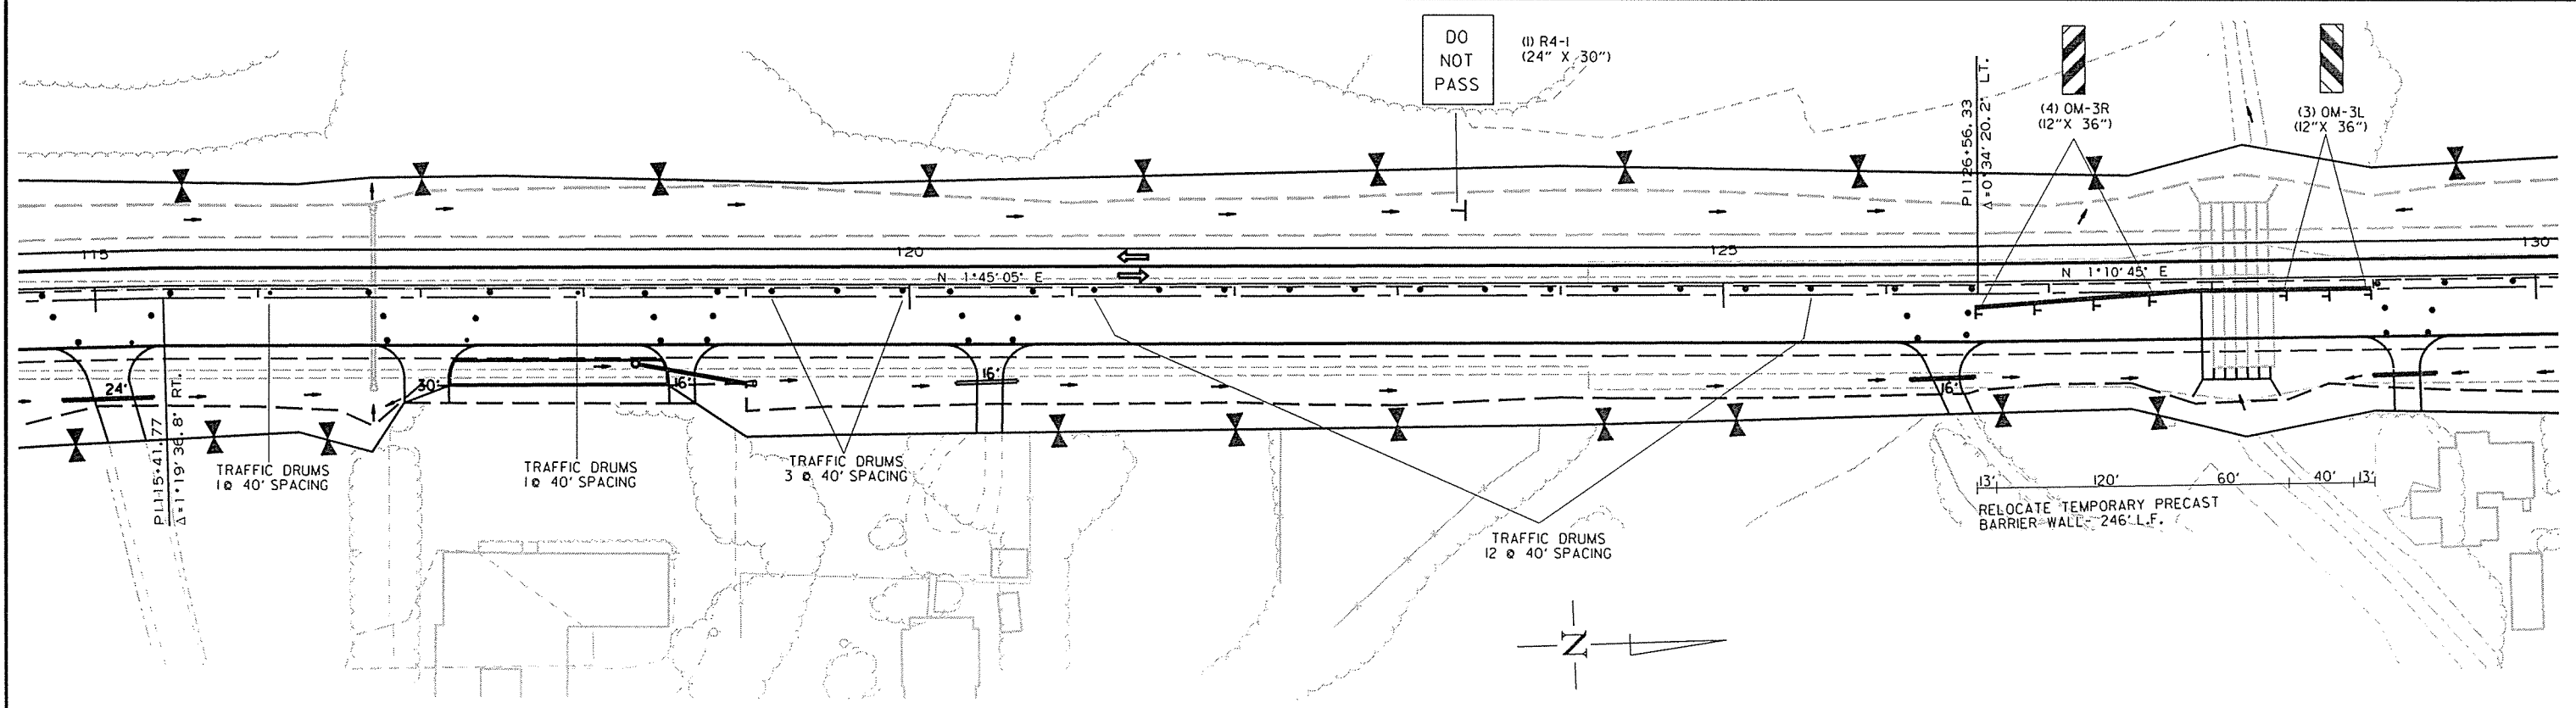 DO
NOT
PASS
(1) R4-1
(24" X 30")
PI 126+56.33
Δ=0°34'20.2" LT.
(4) OM-3R
(12"X 36")
(3) OM-3L
(12"X 36")
115
120
125
130
N 1°45'05" E
N 1°10'45" E
24'
30'
16'
16'
16'
PI 115+41.77
Δ=1°19'36.8" RT.
TRAFFIC DRUMS
1@ 40' SPACING
TRAFFIC DRUMS
1@ 40' SPACING
TRAFFIC DRUMS
3 @ 40' SPACING
TRAFFIC DRUMS
12 @ 40' SPACING
13'
120'
60'
40'
13'
RELOCATE TEMPORARY PRECAST
BARRIER WALL- 246' L.F.
N